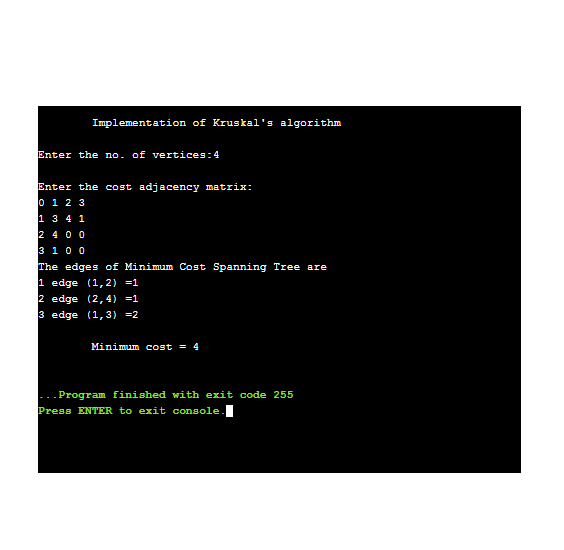 Implementation of Kruskal's algorithm
Enter the no. of vertices:4
Enter the cost adjacency matrix:
0 1 2 3
1 3 4 1
2 4 0 0
3 1 0 0
The edges of Minimum Cost Spanning Tree are
1 edge (1,2) =1
2 edge (2,4) =1
3 edge (1,3) =2
Minimum cost = 4
...Program finished with exit code 255
Press ENTER to exit console.